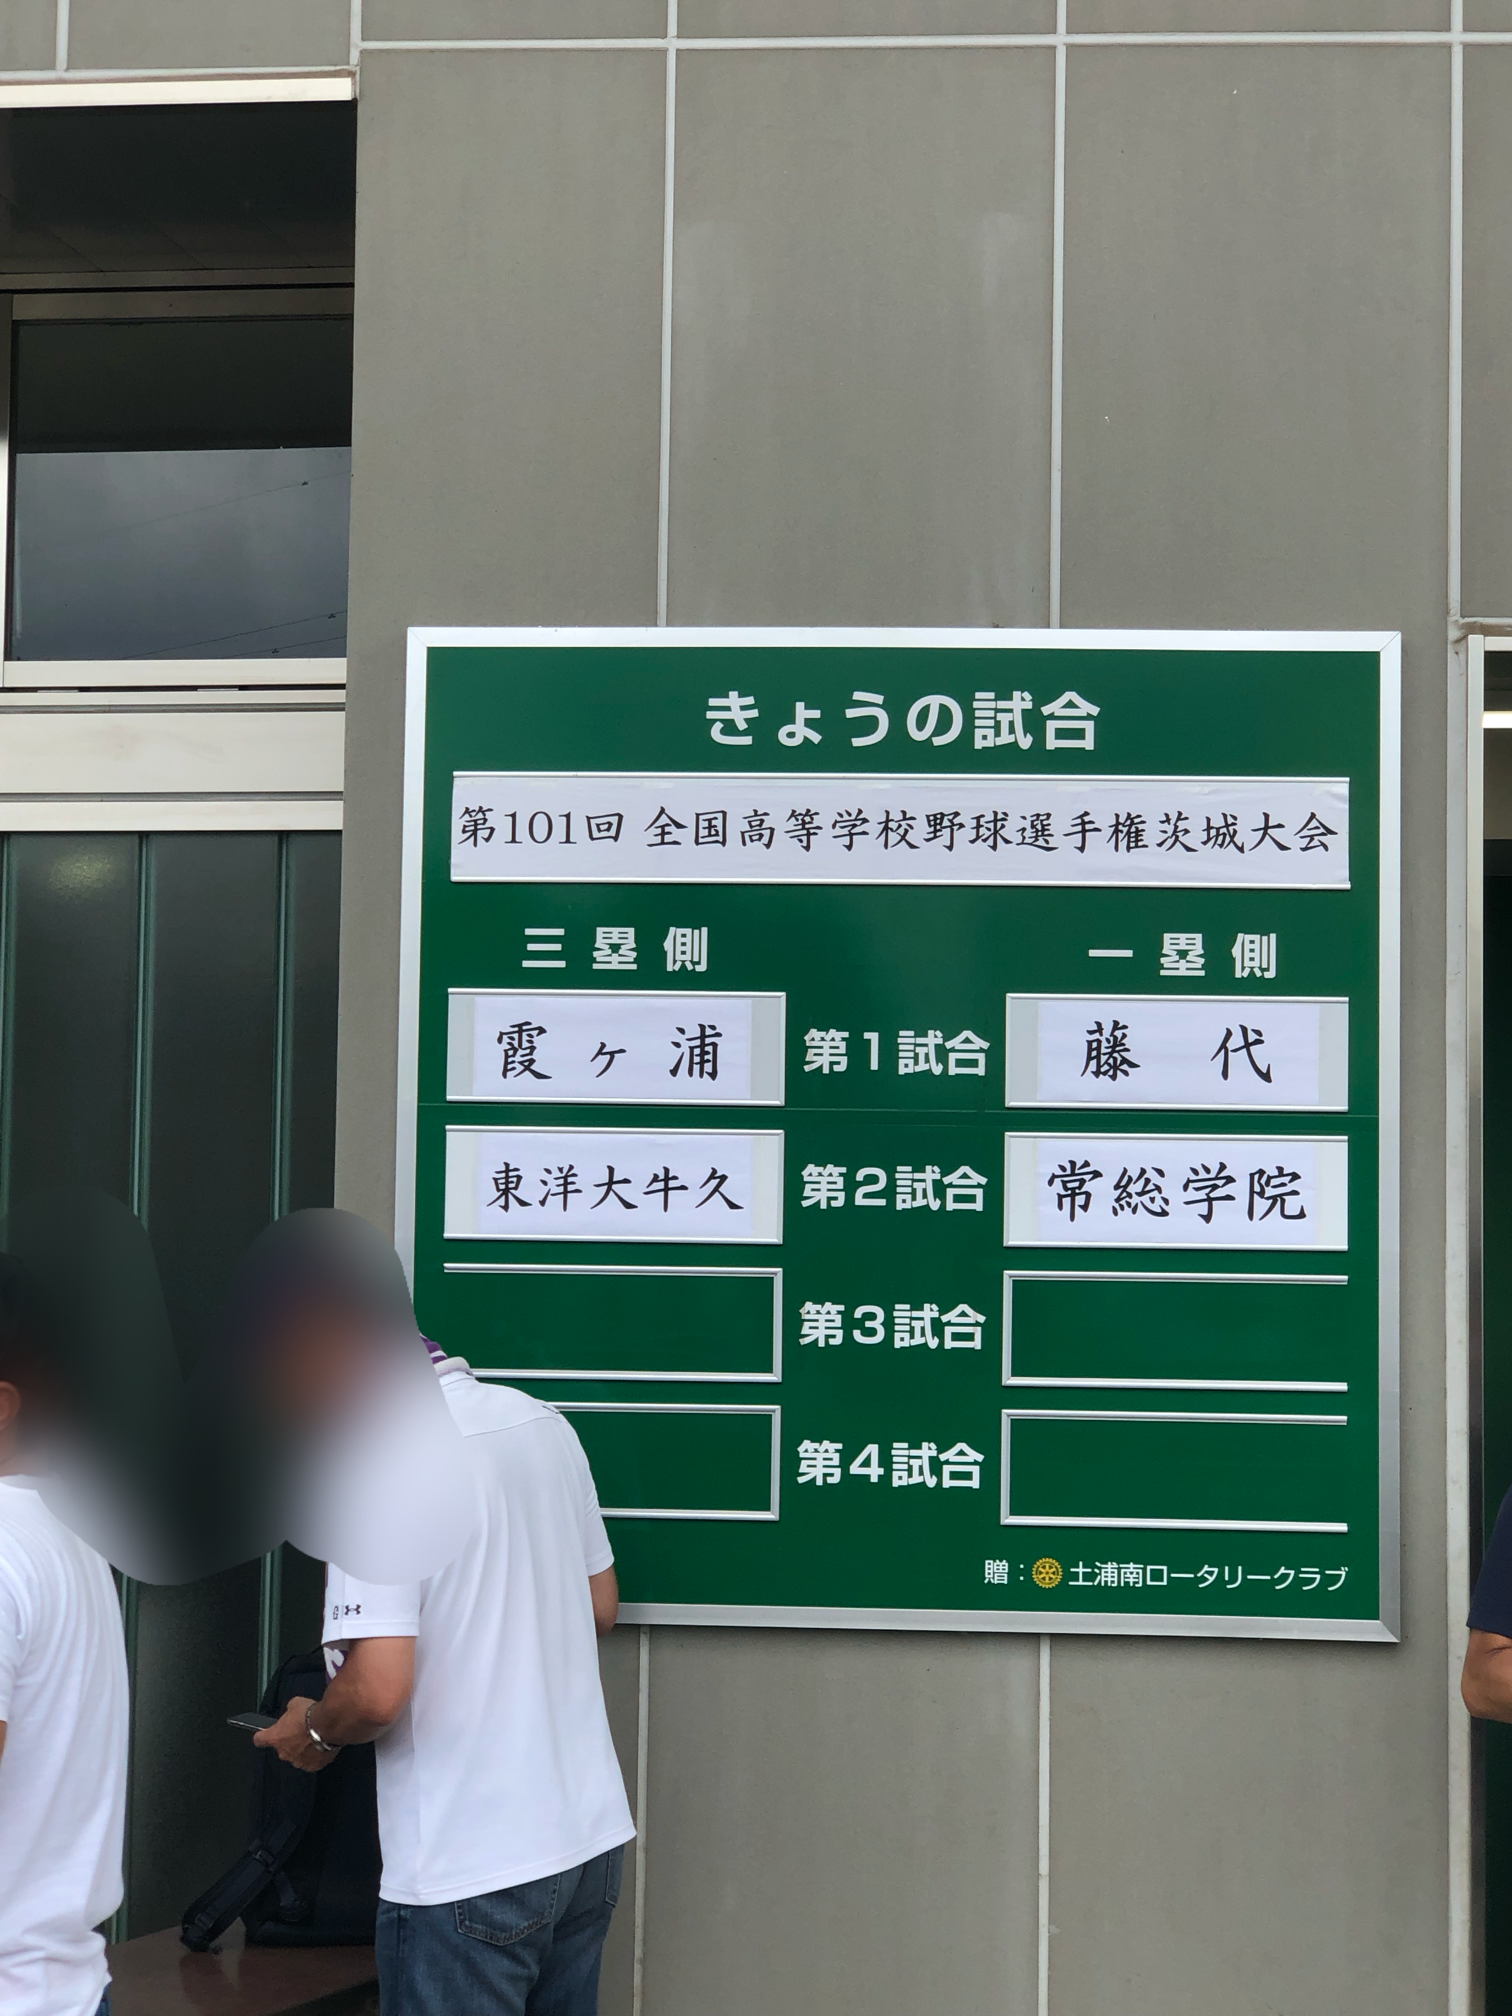 きょうの試合
第101回 全国高等学校野球選手権茨城大会
三塁側 一塁側
霞ヶ浦 第1試合 藤代
東洋大牛久 第2試合 常総学院
第3試合
第4試合
贈：土浦南ロータリークラブ